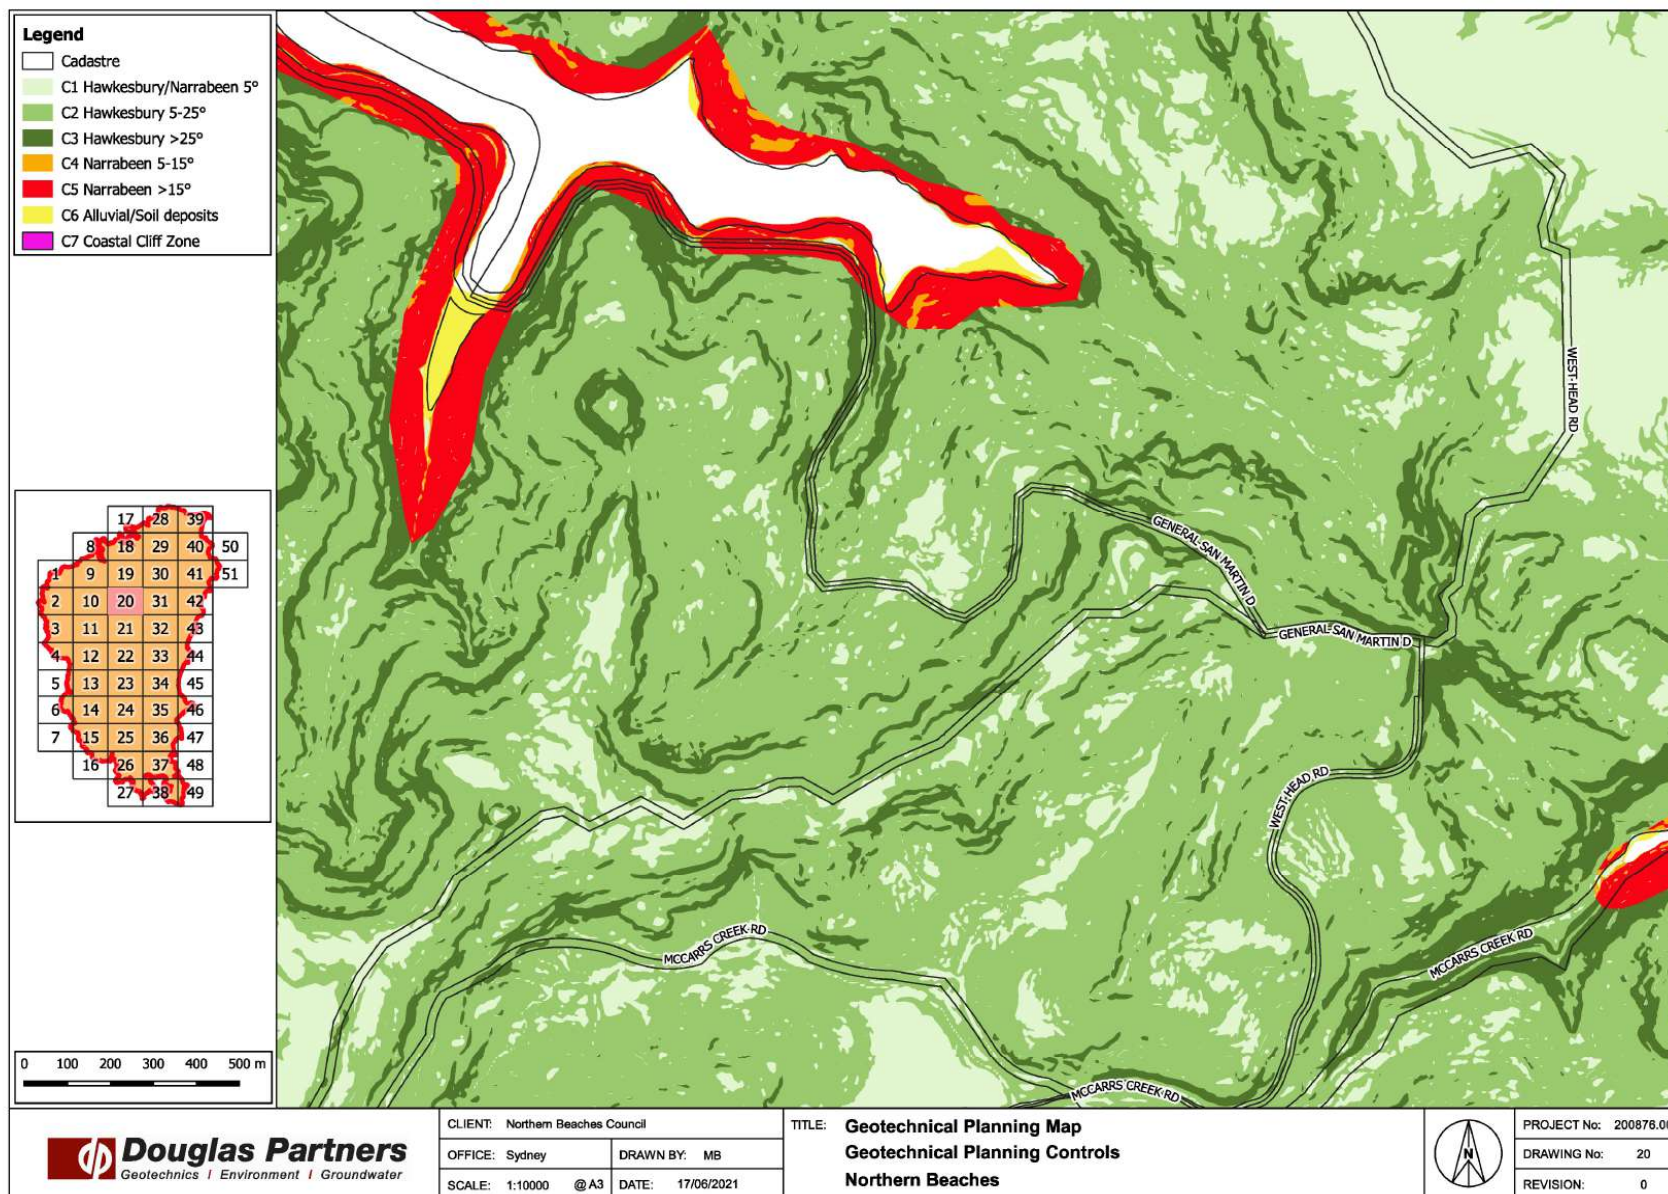 Legend
Cadastre
C1 Hawkesbury/Narrabeen 5°
C2 Hawkesbury 5-25°
C3 Hawkesbury >25°
C4 Narrabeen 5-15°
C5 Narrabeen >15°
C6 Alluvial/Soil deposits
C7 Coastal Cliff Zone
17 28 39
8 18 29 40 50
1 9 19 30 41 51
2 10 20 31 42
3 11 21 32 43
4 12 22 33 44
5 13 23 34 45
6 14 24 35 46
7 15 25 36 47
16 26 37 48
27 38 49
0 100 200 300 400 500 m
WEST HEAD RD
GENERAL SAN MARTIN D
GENERAL SAN MARTIN D
WEST HEAD RD
MCCARRS CREEK RD
MCCARRS CREEK RD
MCCARRS CREEK RD
Douglas Partners
Geotechnics | Environment | Groundwater
CLIENT: Northern Beaches Council
OFFICE: Sydney
DRAWN BY: MB
SCALE: 1:10000 @ A3
DATE: 17/06/2021
TITLE: Geotechnical Planning Map
Geotechnical Planning Controls
Northern Beaches
N
PROJECT No: 200876.00
DRAWING No: 20
REVISION: 0